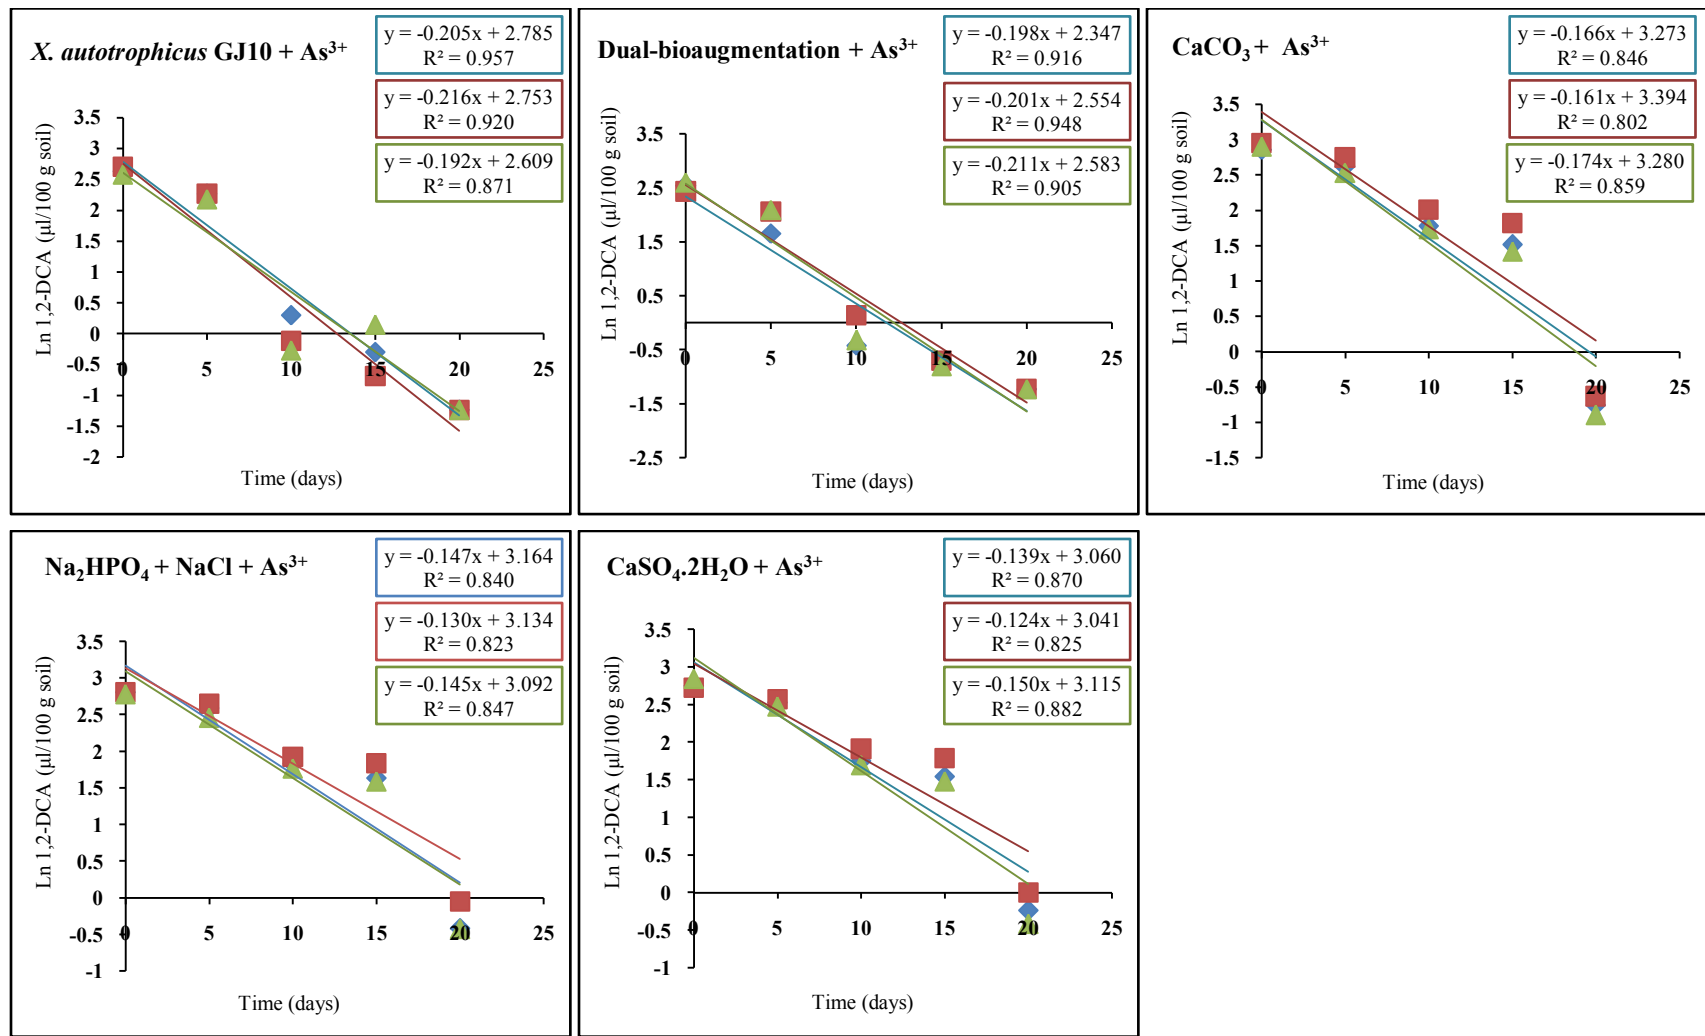 X. autotrophicus GJ10 + As³⁺
y = -0.205x + 2.785
R² = 0.957
y = -0.216x + 2.753
R² = 0.920
y = -0.192x + 2.609
R² = 0.871
Ln 1,2-DCA (µl/100 g soil)
3.5
3
2.5
2
1.5
1
0.5
0
-0.5
-1
-1.5
-2
0 5 10 15 20 25
Time (days)
Dual-bioaugmentation + As³⁺
y = -0.198x + 2.347
R² = 0.916
y = -0.201x + 2.554
R² = 0.948
y = -0.211x + 2.583
R² = 0.905
Ln 1,2-DCA (µl/100 g soil)
3.5
2.5
1.5
0.5
-0.5
-1.5
-2.5
0 5 10 15 20 25
Time (days)
CaCO₃ + As³⁺
y = -0.166x + 3.273
R² = 0.846
y = -0.161x + 3.394
R² = 0.802
y = -0.174x + 3.280
R² = 0.859
Ln 1,2-DCA (µl/100 g soil)
3.5
3
2.5
2
1.5
1
0.5
0
-0.5
-1
-1.5
0 5 10 15 20 25
Time (days)
Na₂HPO₄ + NaCl + As³⁺
y = -0.147x + 3.164
R² = 0.840
y = -0.130x + 3.134
R² = 0.823
y = -0.145x + 3.092
R² = 0.847
Ln 1,2-DCA (µl/100 g soil)
3.5
3
2.5
2
1.5
1
0.5
0
-0.5
-1
0 5 10 15 20 25
Time (days)
CaSO₄.2H₂O + As³⁺
y = -0.139x + 3.060
R² = 0.870
y = -0.124x + 3.041
R² = 0.825
y = -0.150x + 3.115
R² = 0.882
Ln 1,2-DCA (µl/100 g soil)
3.5
3
2.5
2
1.5
1
0.5
0
-0.5
-1
0 5 10 15 20 25
Time (days)